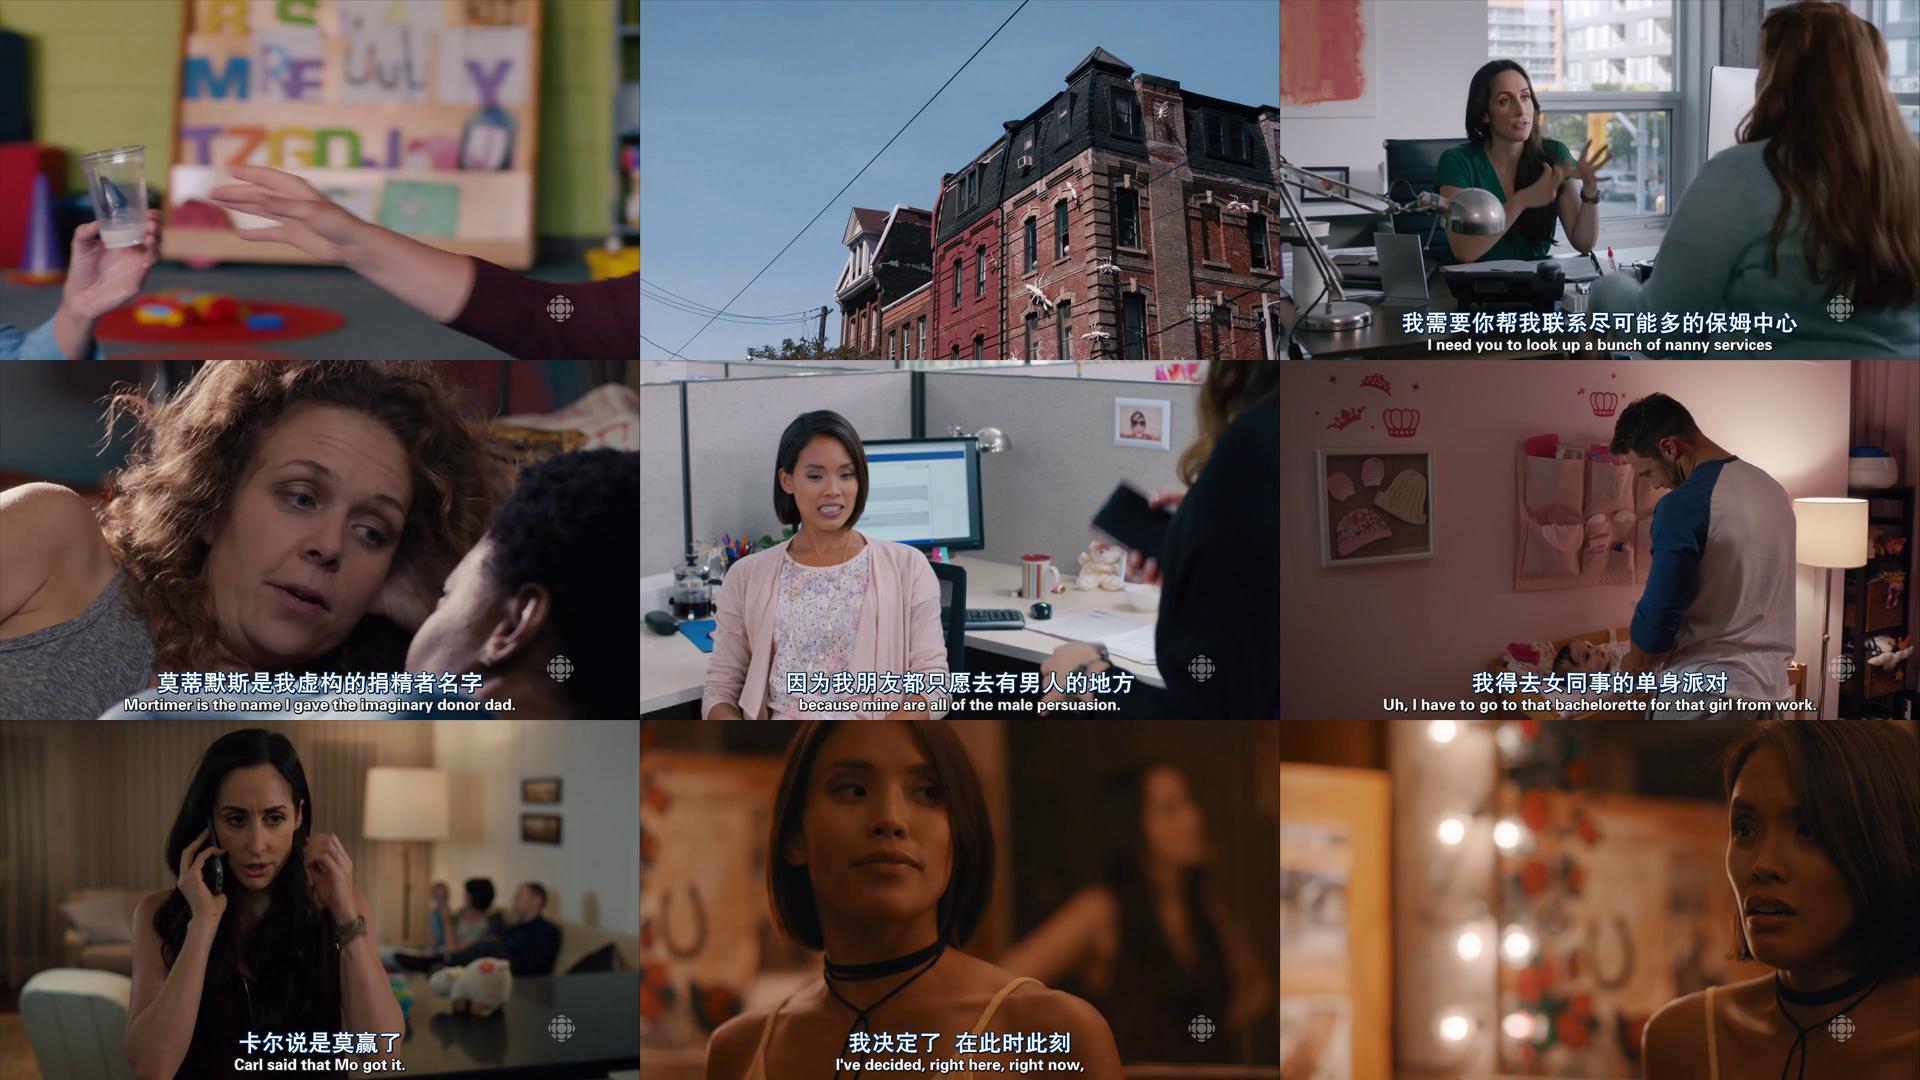 R S
M R E U U Y
T Z G D J
我需要你帮我联系尽可能多的保姆中心
I need you to look up a bunch of nanny services
莫蒂默斯是我虚构的捐精者名字
Mortimer is the name I gave the imaginary donor dad.
因为我朋友都只愿去有男人的地方
because mine are all of the male persuasion.
我得去女同事的单身派对
Uh, I have to go to that bachelorette for that girl from work.
卡尔说是莫赢了
Carl said that Mo got it.
我决定了 在此时此刻
I've decided, right here, right now,